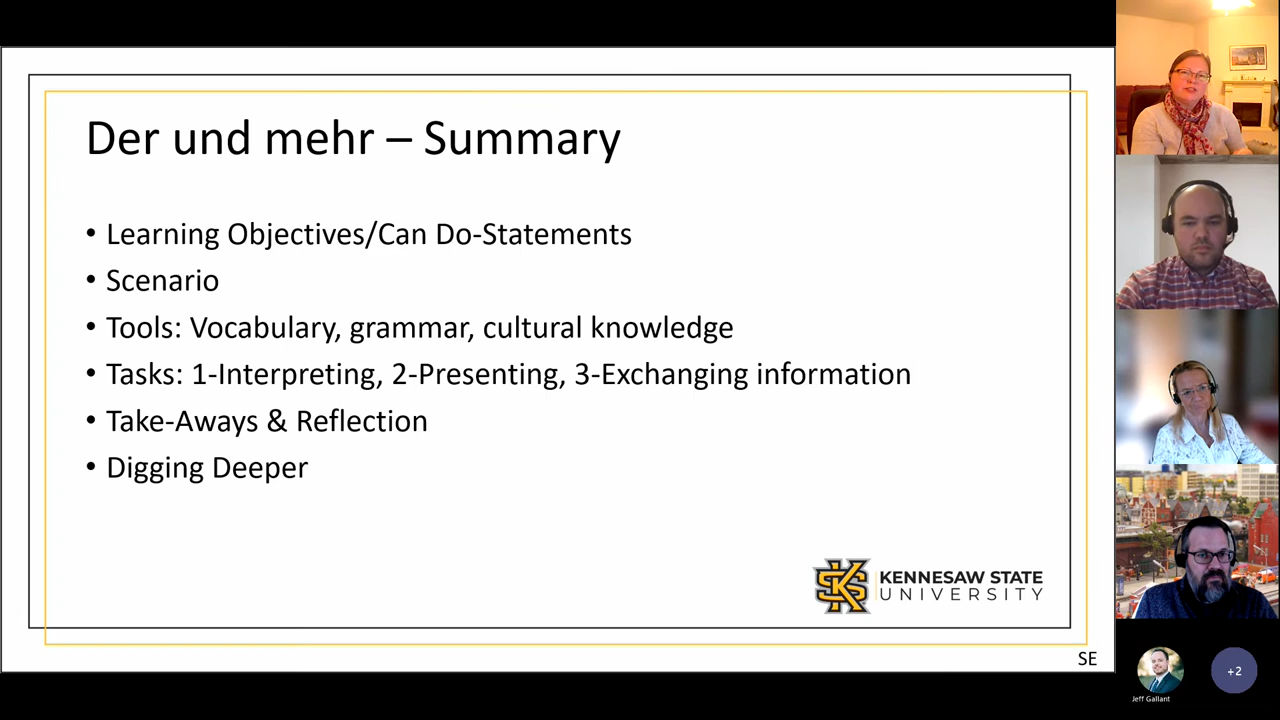 Der und mehr – Summary
• Learning Objectives/Can Do-Statements
• Scenario
• Tools: Vocabulary, grammar, cultural knowledge
• Tasks: 1-Interpreting, 2-Presenting, 3-Exchanging information
• Take-Aways & Reflection
• Digging Deeper
KS
KENNESAW STATE
UNIVERSITY
SE
+2
Jeff Gallant